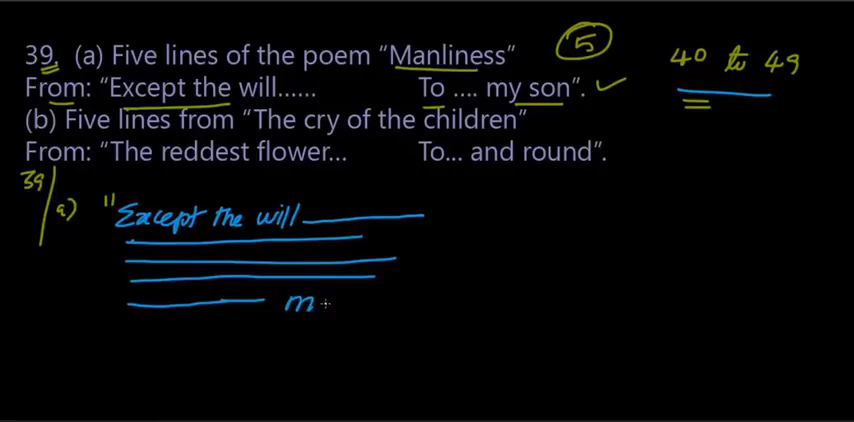 39. (a) Five lines of the poem “Manliness” 5
From: “Except the will...... To .... my son”. ✓ 40 to 49
(b) Five lines from “The cry of the children”
From: “The reddest flower... To... and round”.
39/a) "Except the will
m